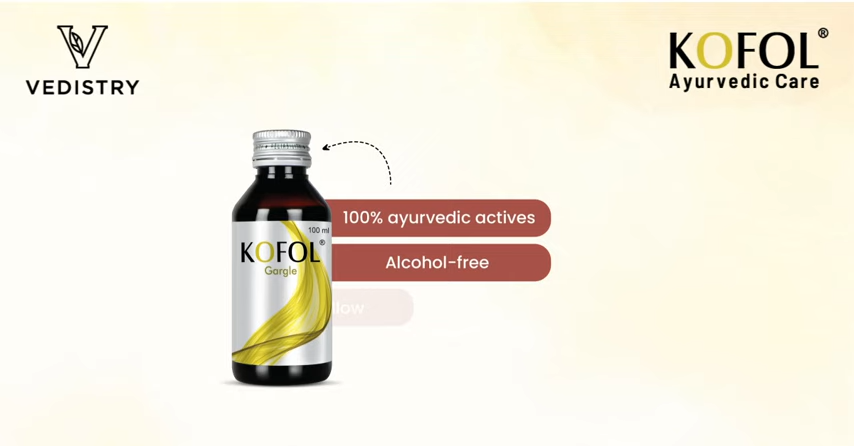 VEDISTRY
KOFOL®
Ayurvedic Care
100% ayurvedic actives
Alcohol-free
100 ml
KOFOL®
Gargle